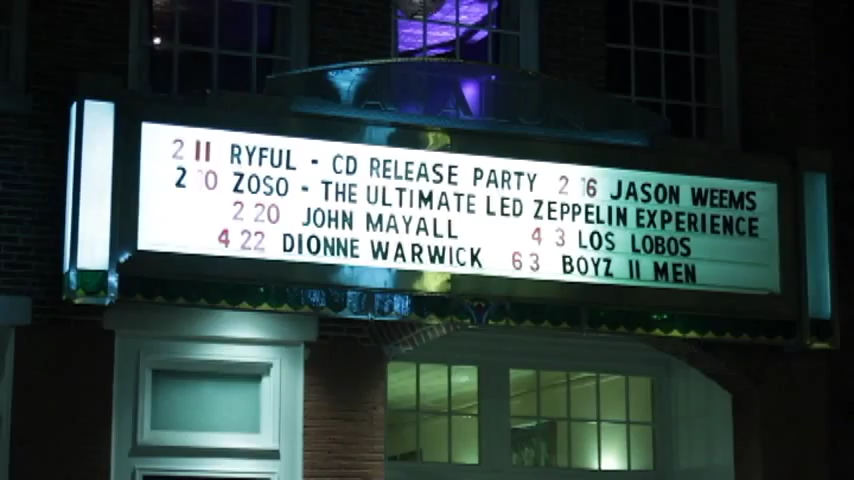 2 11 RYFUL - CD RELEASE PARTY 2 16 JASON WEEMS
2 10 ZOSO - THE ULTIMATE LED ZEPPELIN EXPERIENCE
2 20 JOHN MAYALL 4 3 LOS LOBOS
4 22 DIONNE WARWICK 6 3 BOYZ II MEN